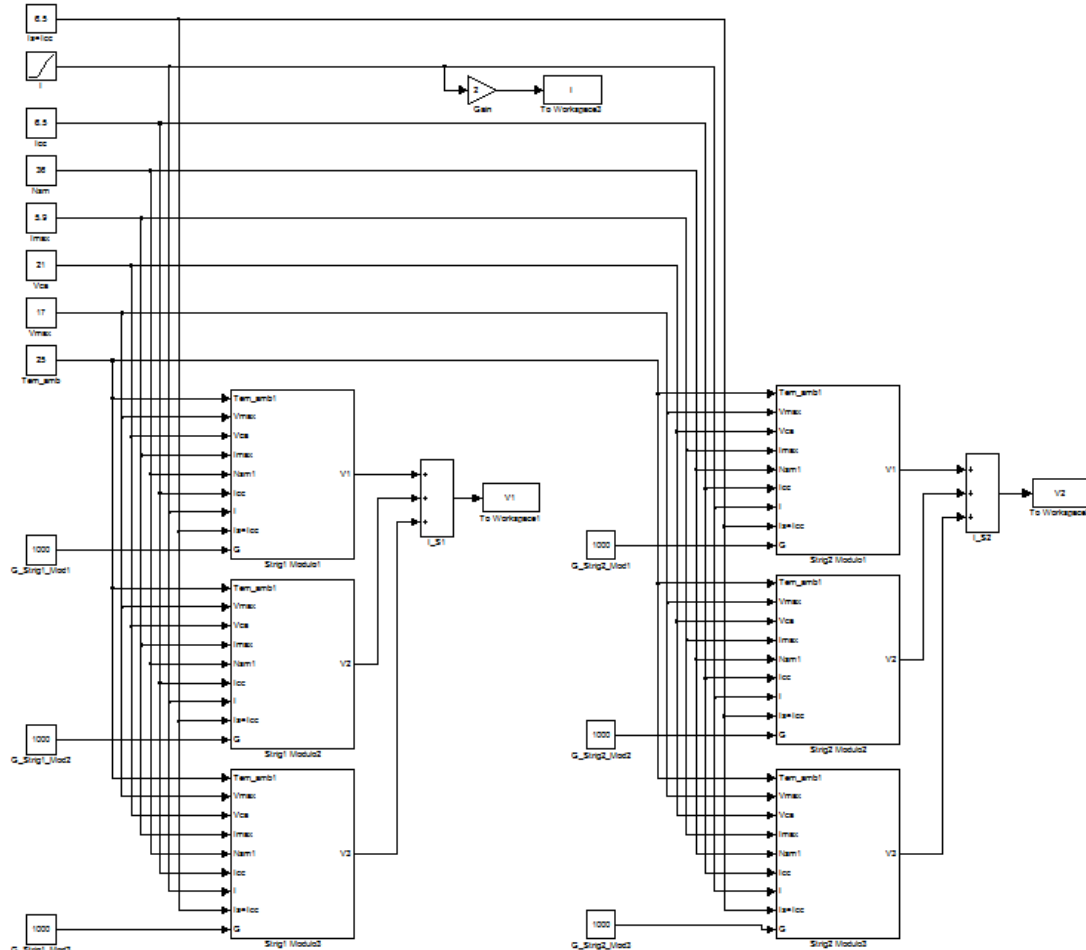 6.5
Is=Icc
I
2
Gain
I
To Workspace2
6.5
Icc
36
Nsm
5.9
Imax
21
Vca
17
Vmax
25
Tem_amb
Tem_amb1
Vmax
Vca
Imax
Nsm1
Icc
I
Is=Icc
G
V1
Strig1 Modulo1
1000
G_Strig1_Mod1
Tem_amb1
Vmax
Vca
Imax
Nsm1
Icc
I
Is=Icc
G
V2
Strig1 Modulo2
1000
G_Strig1_Mod2
Tem_amb1
Vmax
Vca
Imax
Nsm1
Icc
I
Is=Icc
G
V3
Strig1 Modulo3
1000
G_Strig1_Mod3
+
+
+
I_S1
V1
To Workspace1
Tem_amb1
Vmax
Vca
Imax
Nsm1
Icc
I
Is=Icc
G
V1
Strig2 Modulo1
1000
G_Strig2_Mod1
Tem_amb1
Vmax
Vca
Imax
Nsm1
Icc
I
Is=Icc
G
V2
Strig2 Modulo2
1000
G_Strig2_Mod2
Tem_amb1
Vmax
Vca
Imax
Nsm1
Icc
I
Is=Icc
G
V3
Strig2 Modulo3
1000
G_Strig2_Mod3
+
+
+
I_S2
V2
To Workspace